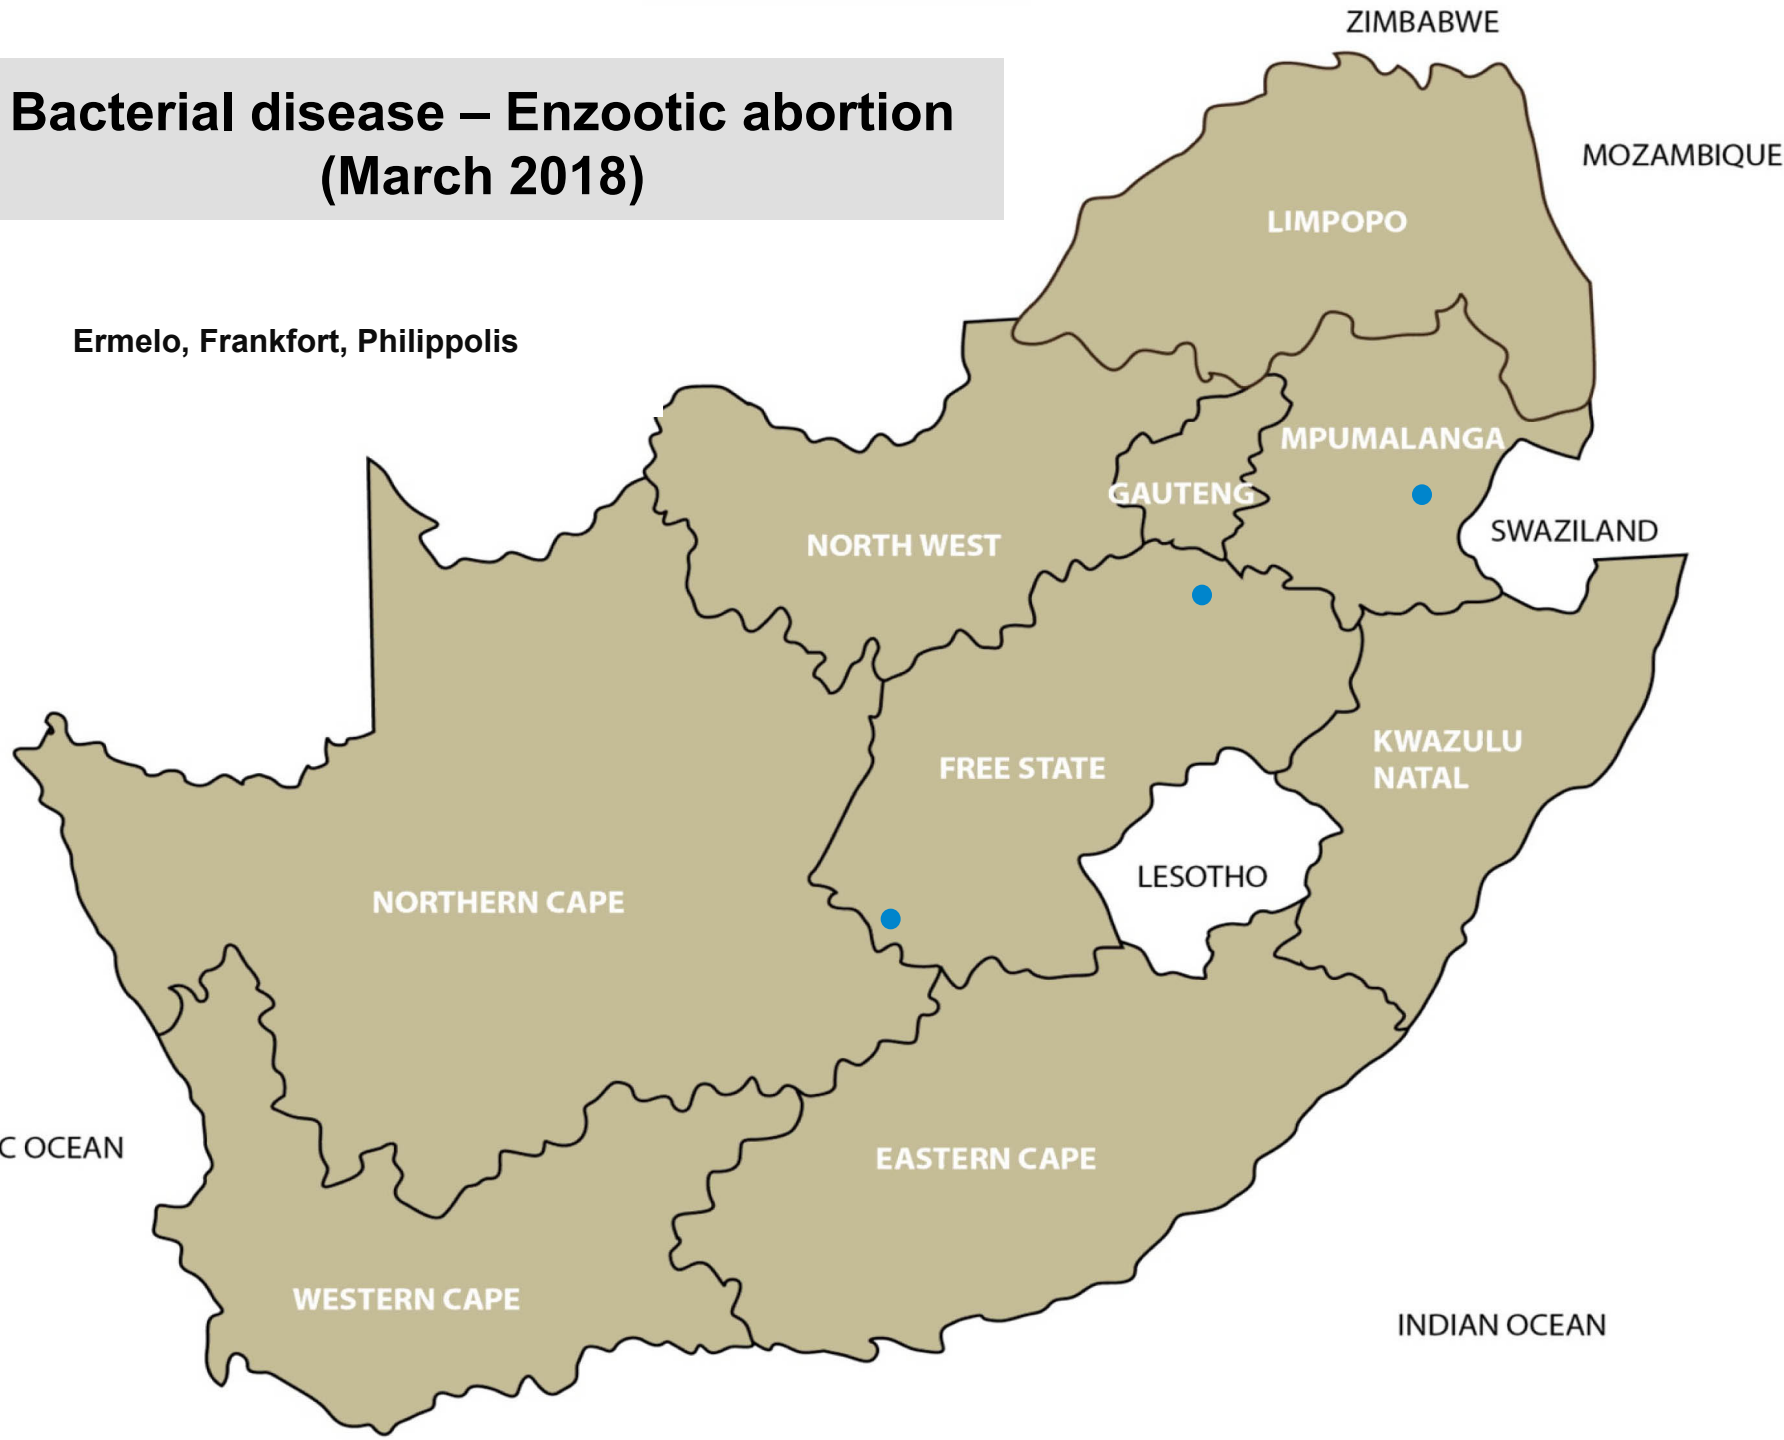 ZIMBABWE
Bacterial disease – Enzootic abortion
(March 2018)
MOZAMBIQUE
LIMPOPO
Ermelo, Frankfort, Philippolis
MPUMALANGA
GAUTENG
SWAZILAND
NORTH WEST
KWAZULU
NATAL
FREE STATE
LESOTHO
NORTHERN CAPE
C OCEAN
EASTERN CAPE
WESTERN CAPE
INDIAN OCEAN